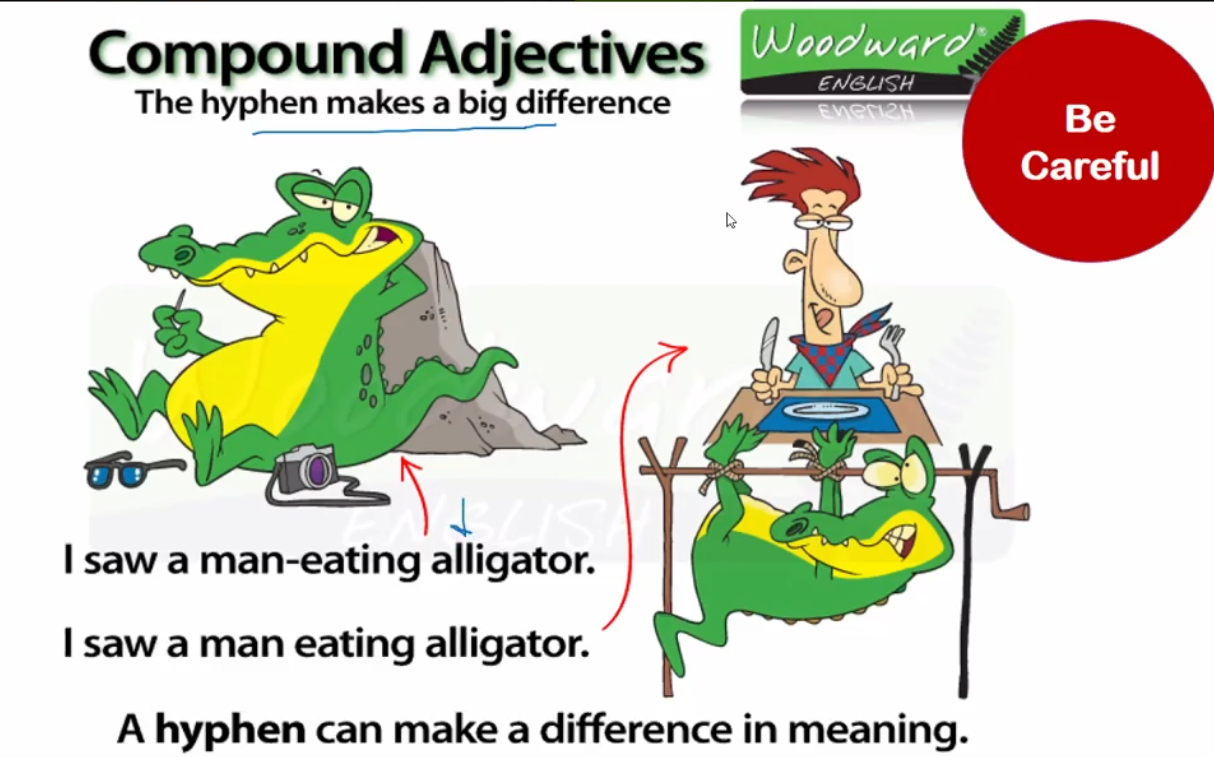 Compound Adjectives
The hyphen makes a big difference
Woodward®
ENGLISH
Be
Careful
I saw a man-eating alligator.
I saw a man eating alligator.
A hyphen can make a difference in meaning.